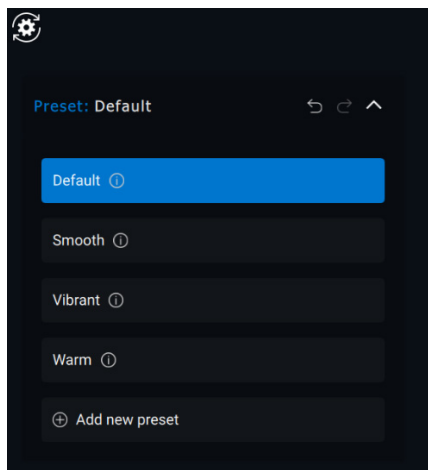 Preset: Default
Default
Smooth
Vibrant
Warm
Add new preset